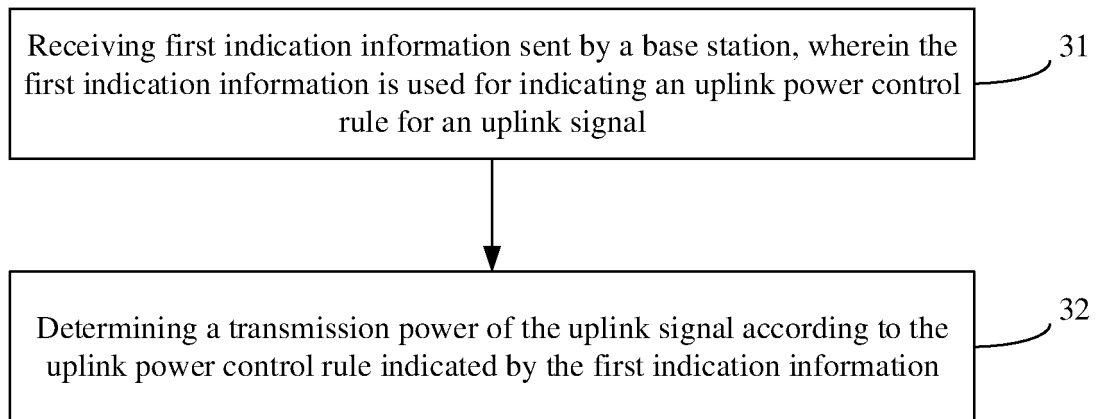 Receiving first indication information sent by a base station, wherein the
first indication information is used for indicating an uplink power control
rule for an uplink signal
31
Determining a transmission power of the uplink signal according to the
uplink power control rule indicated by the first indication information
32